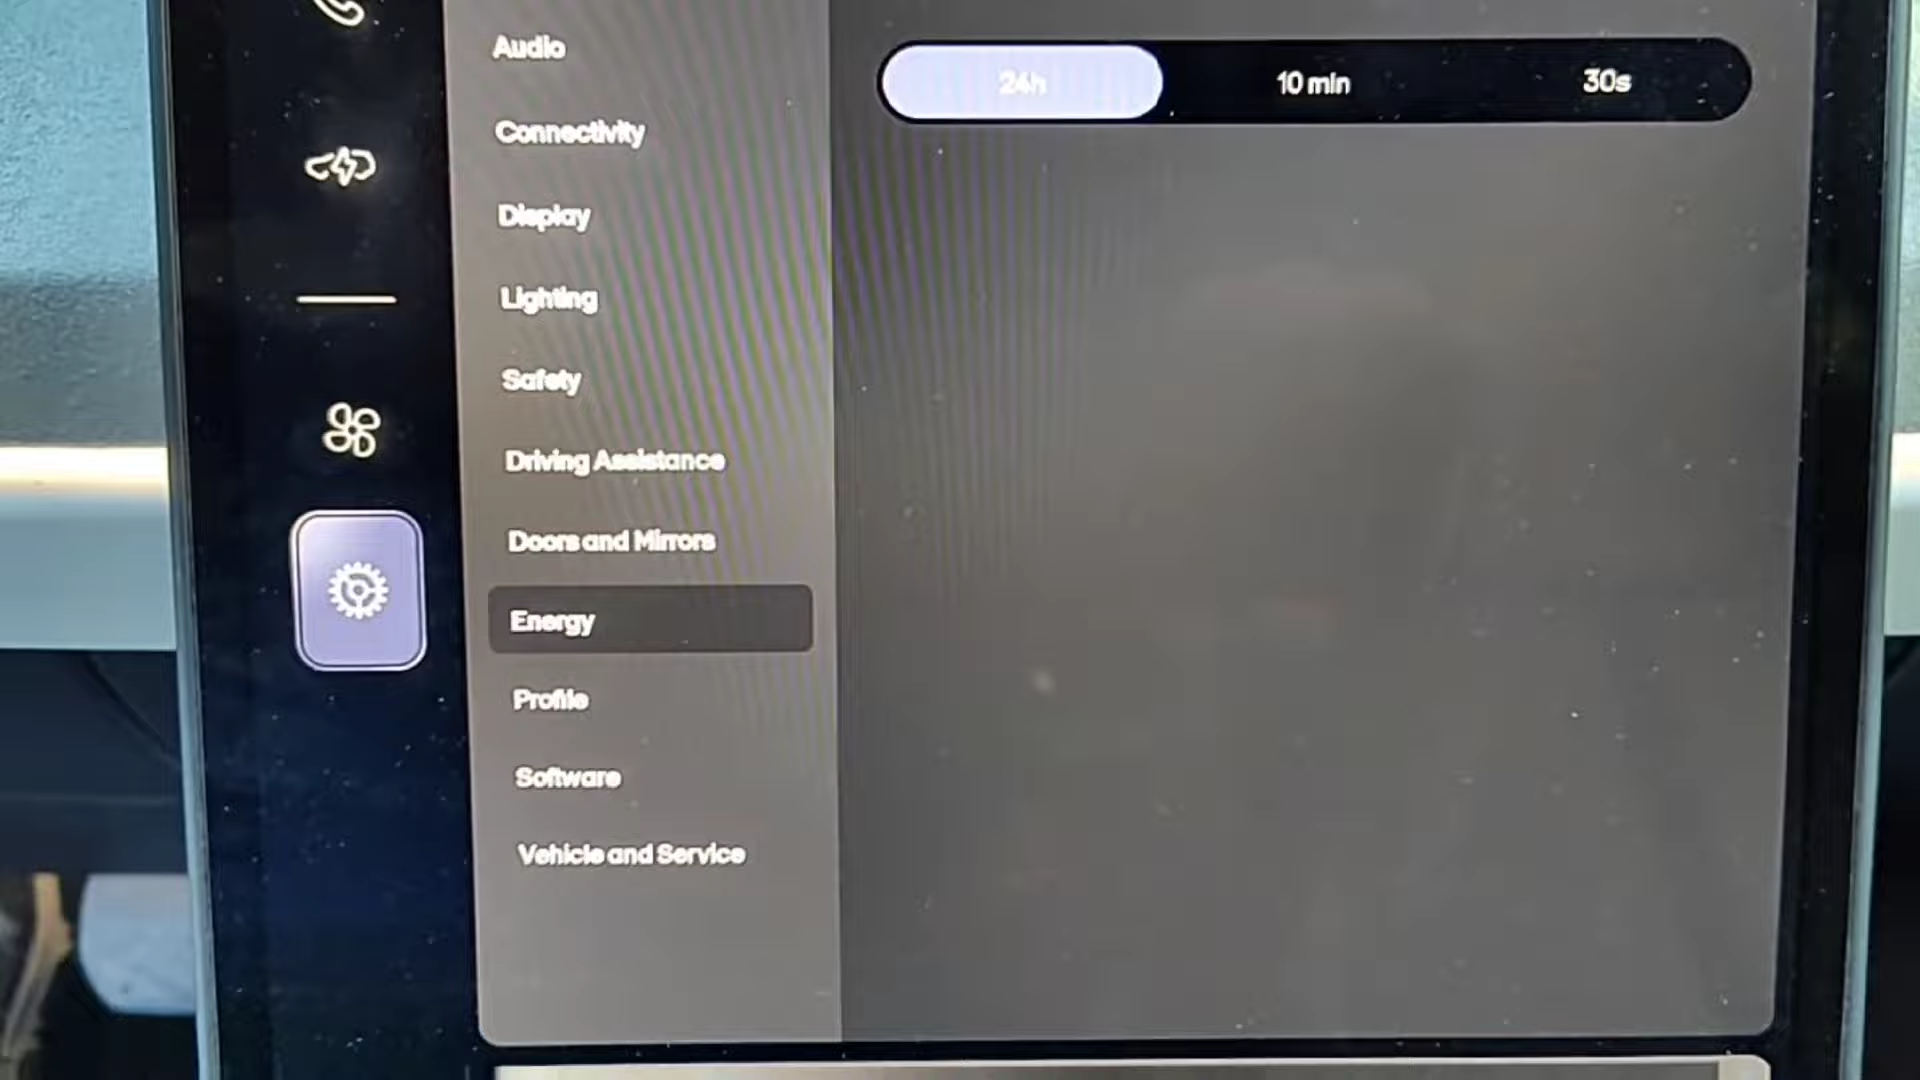 Audio
Connectivity
Display
Lighting
Safety
Driving Assistance
Doors and Mirrors
Energy
Profile
Software
Vehicle and Service
24h
10 min
30s